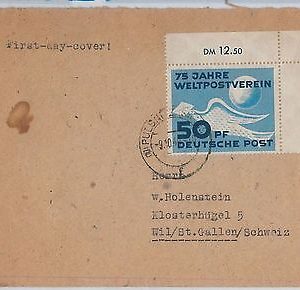 First-day-cover!
DM 12.50
75 JAHRE
WELTPOSTVEREIN
50 PF
DEUTSCHE POST
Herrn
W.Holenstein
Klosterhügel 5
Wil/St.Gallen/Schweiz